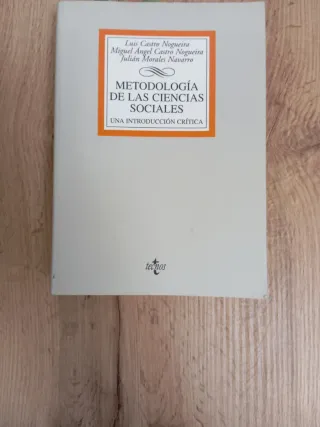 Luis Castro Nogueira
Miguel Ángel Castro Nogueira
Julián Morales Navarro
METODOLOGÍA
DE LAS CIENCIAS
SOCIALES
UNA INTRODUCCIÓN CRÍTICA
tecnos